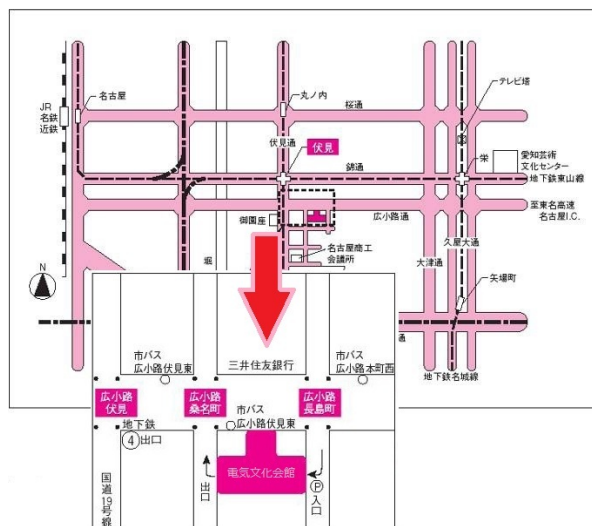 JR
名鉄
近鉄
名古屋
丸ノ内
桜通
テレビ塔
伏見通
伏見
錦通
栄
愛知芸術
文化センター
地下鉄東山線
御園座
広小路通
至東名高速
名古屋I.C.
久屋大通
大津通
名古屋商工
会議所
堀
N
矢場町
通
地下鉄名城線
市バス
広小路伏見東
三井住友銀行
市バス
広小路本町西
広小路
伏見
広小路
桑名町
広小路
長島町
地下鉄
④出口
市バス
広小路伏見東
電気文化会館
出口
Ⓟ入口
国道19号線